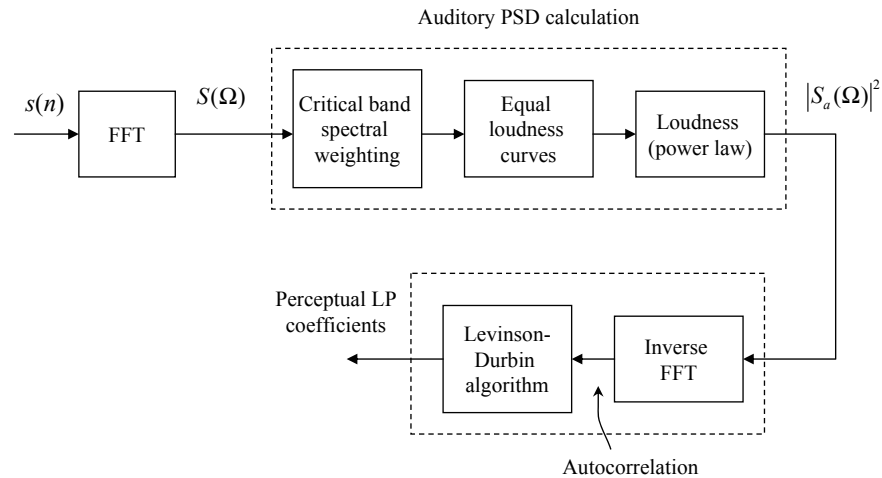 Auditory PSD calculation
s(n)
FFT
S(Ω)
Critical band
spectral
weighting
Equal
loudness
curves
Loudness
(power law)
|Sₐ(Ω)|²
Perceptual LP
coefficients
Levinson-
Durbin
algorithm
Inverse
FFT
Autocorrelation